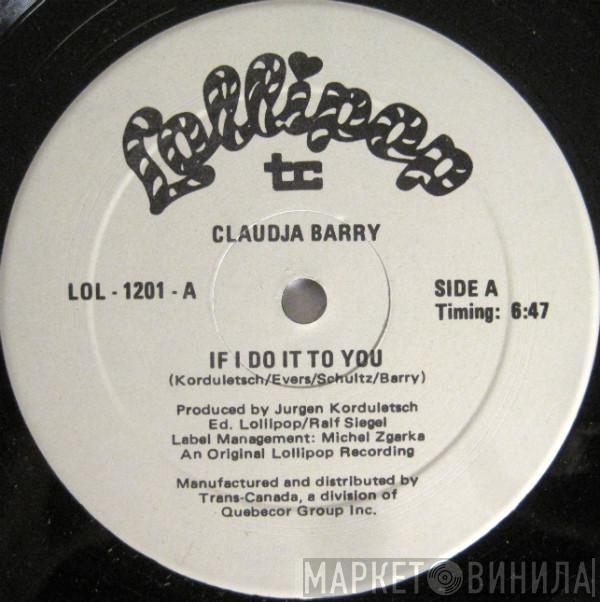 Lollipop
tc
CLAUDJA BARRY
LOL - 1201 - A
SIDE A
Timing: 6:47
IF I DO IT TO YOU
(Korduletsch/Evers/Schultz/Barry)
Produced by Jurgen Korduletsch
Ed. Lollipop/Ralf Siegel
Label Management: Michel Zgarka
An Original Lollipop Recording
Manufactured and distributed by
Trans-Canada, a division of
Quebecor Group Inc.
МАРКЕТ ВИНИЛА